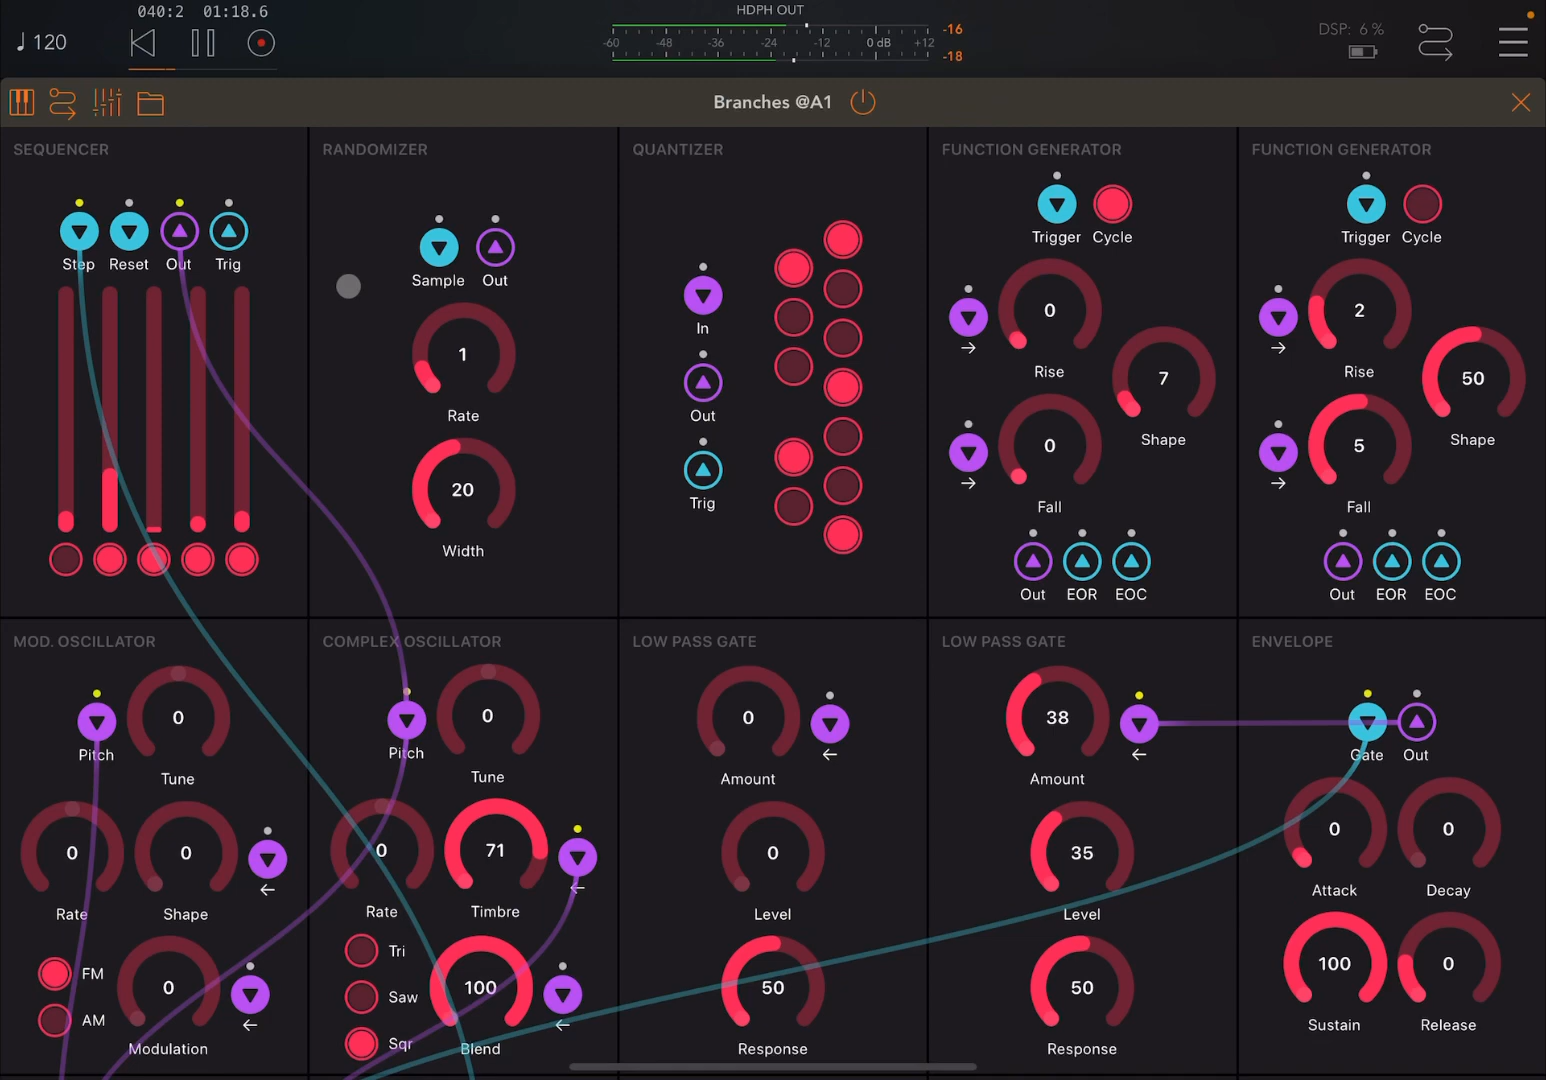 040:2 01:18.6
HDPH OUT
♩ 120
-60 -48 -36 -24 -12 0 dB +12
-16
-18
DSP: 6 %
Branches @A1
SEQUENCER
Step Reset Out Trig
RANDOMIZER
Sample Out
1
Rate
20
Width
QUANTIZER
In
Out
Trig
FUNCTION GENERATOR
Trigger Cycle
0
→
Rise
7
Shape
0
→
Fall
Out EOR EOC
FUNCTION GENERATOR
Trigger Cycle
2
→
Rise
50
Shape
5
→
Fall
Out EOR EOC
MOD. OSCILLATOR
Pitch
0
Tune
0
Rate
0
Shape
←
FM
AM
0
Modulation
←
COMPLEX OSCILLATOR
Pitch
0
Tune
0
Rate
71
Timbre
←
Tri
Saw
Sqr
100
Blend
←
LOW PASS GATE
0
Amount
←
0
Level
50
Response
LOW PASS GATE
38
Amount
←
35
Level
50
Response
ENVELOPE
Gate Out
0
Attack
0
Decay
100
Sustain
0
Release